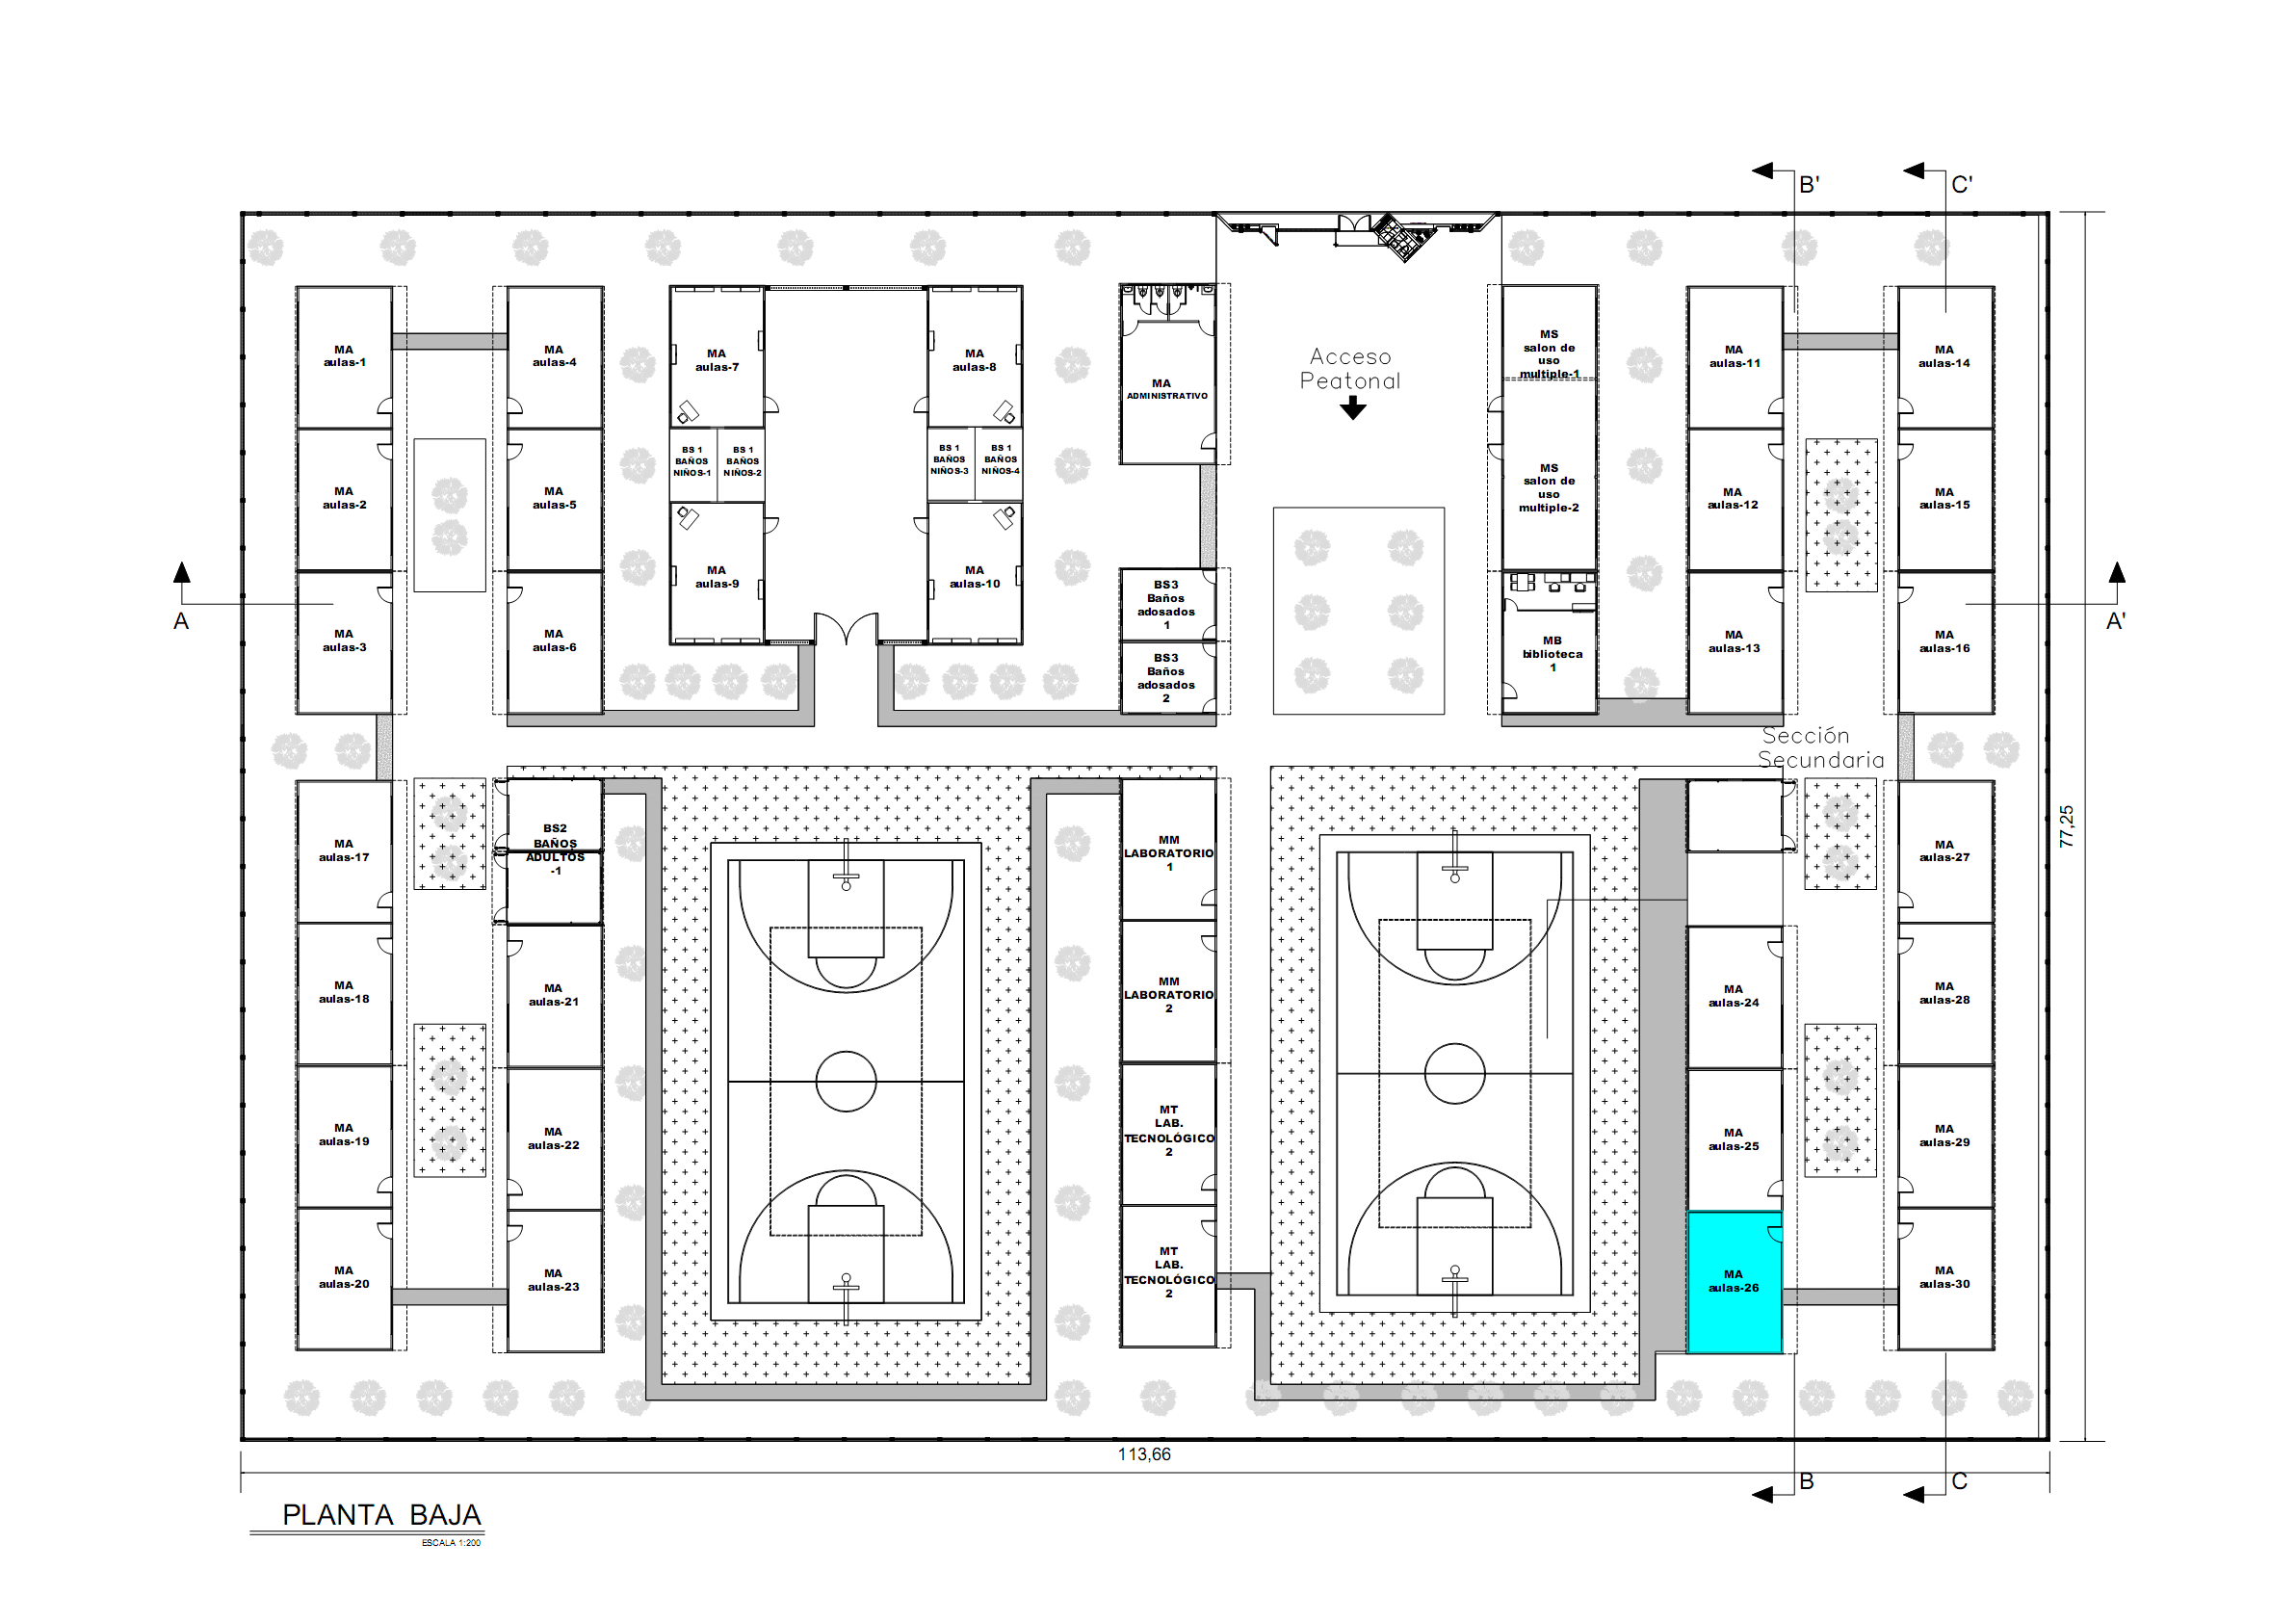 B'
C'
MA
aulas-1
MA
aulas-4
MA
aulas-7
MA
aulas-8
MA
ADMINISTRATIVO
Acceso
Peatonal
MS
salon de
uso
multiple-1
MA
aulas-11
MA
aulas-14
MA
aulas-2
MA
aulas-5
BS 1
BAÑOS
NIÑOS-1
BS 1
BAÑOS
NIÑOS-2
BS 1
BAÑOS
NIÑOS-3
BS 1
BAÑOS
NIÑOS-4
MS
salon de
uso
multiple-2
MA
aulas-12
MA
aulas-15
A
MA
aulas-3
MA
aulas-6
MA
aulas-9
MA
aulas-10
BS3
Baños
adosados
1
BS3
Baños
adosados
2
MB
biblioteca
1
MA
aulas-13
MA
aulas-16
A'
Sección
Secundaria
77,25
MA
aulas-17
BS2
BAÑOS
ADULTOS
-1
MM
LABORATORIO
1
MA
aulas-27
MA
aulas-18
MA
aulas-21
MM
LABORATORIO
2
MA
aulas-24
MA
aulas-28
MA
aulas-19
MA
aulas-22
MT
LAB.
TECNOLÓGICO
2
MA
aulas-25
MA
aulas-29
MA
aulas-20
MA
aulas-23
MT
LAB.
TECNOLÓGICO
2
MA
aulas-26
MA
aulas-30
113,66
B
C
PLANTA BAJA
ESCALA 1:200